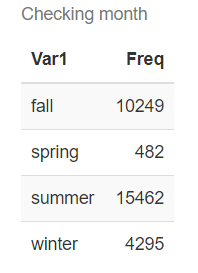 Checking month
Var1 Freq
fall 10249
spring 482
summer 15462
winter 4295